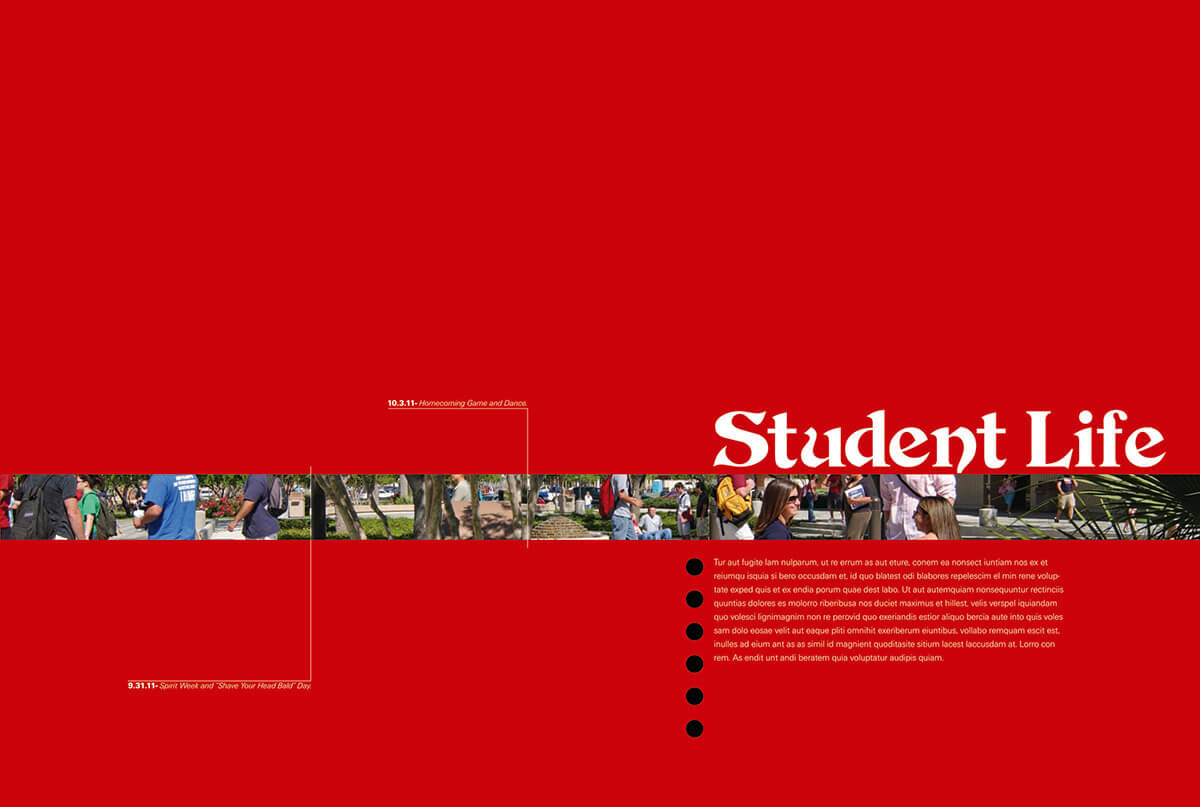 10.3.11- Homecoming Game and Dance.
Student Life
Tur aut fugite lam nulparum, ut re errum as aut eture, conem ea nonsect iuntiam nos ex et
reiumqu isquia si bero occusdam et, id quo blatest odi blabores repelescim el min rene volup-
tate exped quis et ex endia porum quae dest labo. Ut aut autemquiam nonsequuntur rectinciis
quuntias dolores es molorro riberibusa nos duciet maximus et hillest, velis verspel iquiandam
quo volesci lignimagnim non re perovid quo exeriandis estior aliquo bercia aute into quis voles
sam dolo eosae velit aut eaque pliti omnihit exeriberum eiuntibus, vollabo remquam escit est,
inulles ad eium ant as as simil id magnient quoditasite sitium lacest laccusdam at. Lorro con
rem. As endit unt andi beratem quia voluptatur audipis quiam.
9.31.11- Spirit Week and "Shave Your Head Bald" Day.